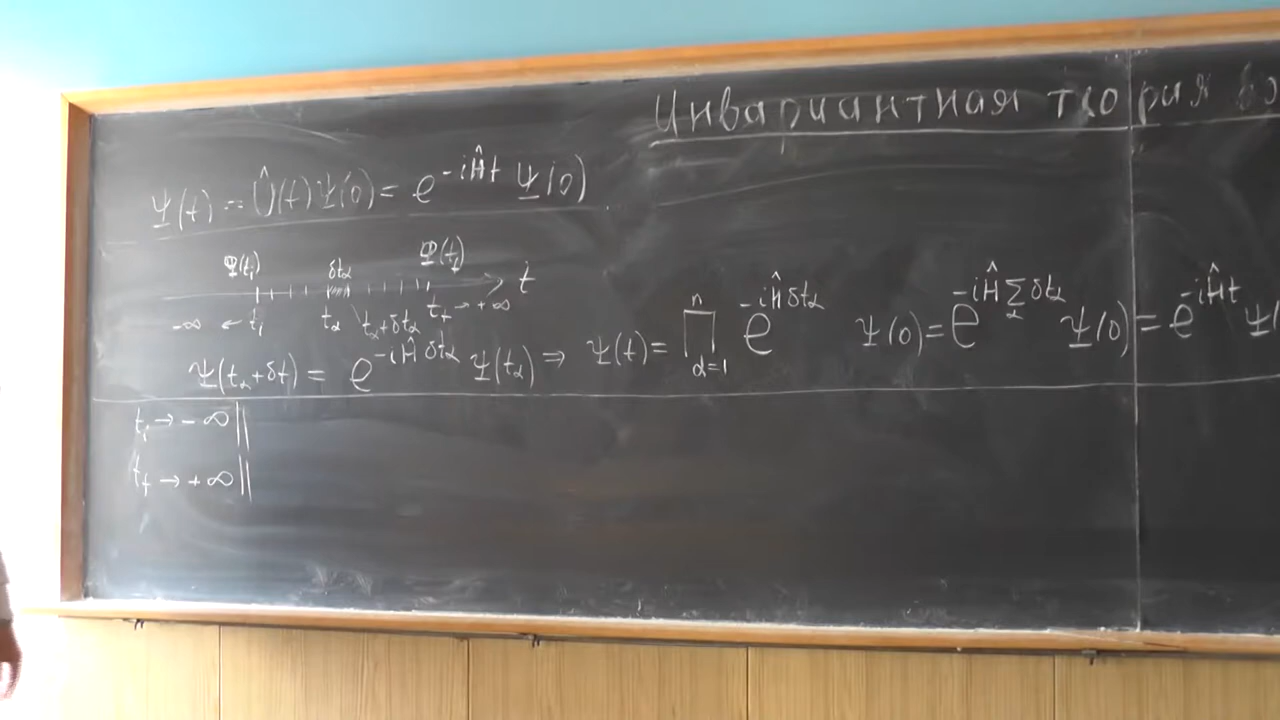 Инвариантная теория
Ψ(t) = Û(t)Ψ(0) = e^{-iĤt} Ψ(0)
Ψ(t_i) δt_α Ψ(t_f) t
-∞ ← t_i t_α t_α+δt_α t_f → +∞
Ψ(t_α+δt) = e^{-iĤδt_α} Ψ(t_α) ⇒ Ψ(t) = ∏_{α=1}^{n} e^{-iĤδt_α} Ψ(0) = e^{-iĤ∑_α δt_α} Ψ(0) = e^{-iĤt} Ψ(
t_i → -∞ ||
t_f → +∞ ||